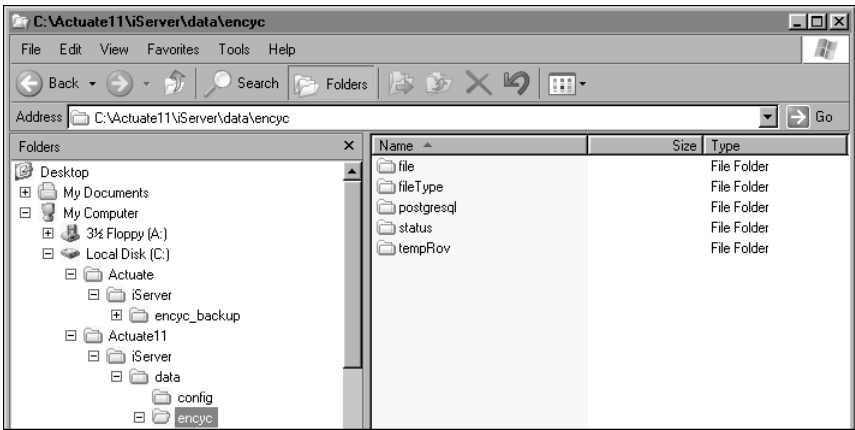 C:\Actuate11\iServer\data\encyc
File Edit View Favorites Tools Help
Back Search Folders
Address C:\Actuate11\iServer\data\encyc Go
Folders
Desktop
My Documents
My Computer
3½ Floppy (A:)
Local Disk (C:)
Actuate
iServer
encyc_backup
Actuate11
iServer
data
config
encyc
Name Size Type
file File Folder
fileType File Folder
postgresql File Folder
status File Folder
tempRov File Folder